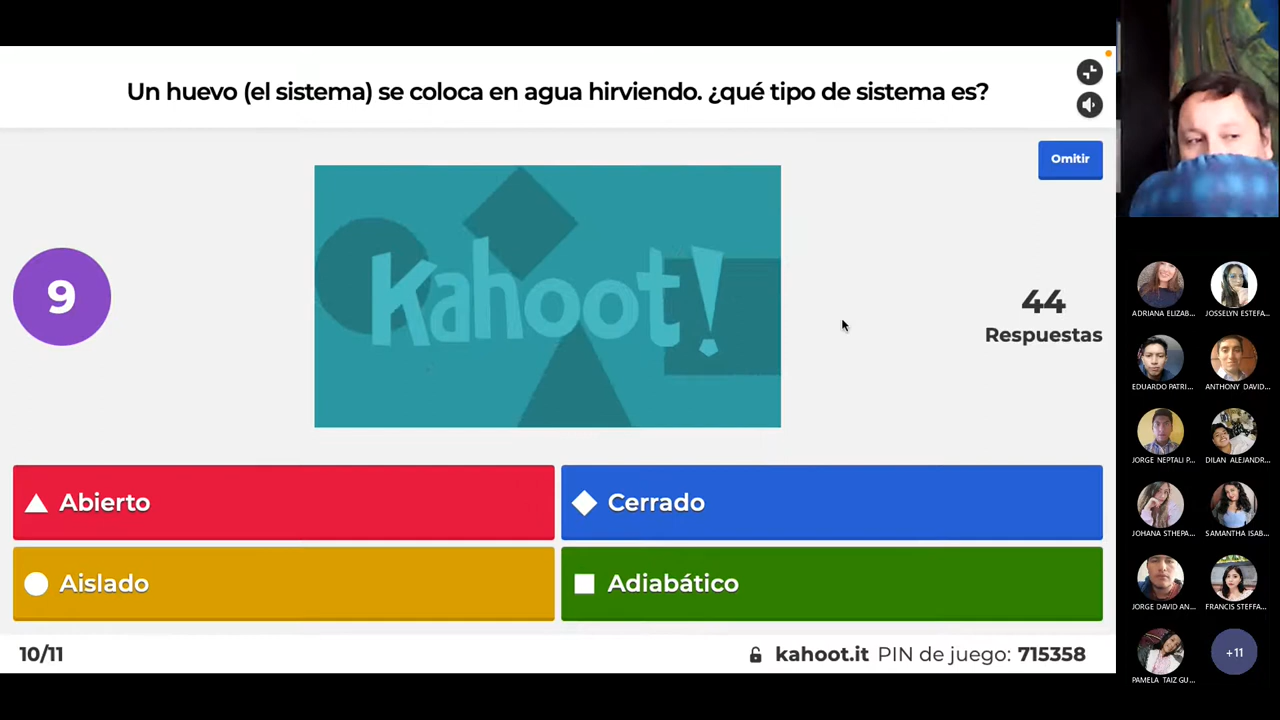 Un huevo (el sistema) se coloca en agua hirviendo. ¿qué tipo de sistema es?
Omitir
9
Kahoot!
44
Respuestas
Abierto
Cerrado
Aislado
Adiabático
10/11
kahoot.it PIN de juego: 715358
ADRIANA ELIZAB...
JOSSELYN ESTEFA...
EDUARDO PATRI...
ANTHONY DAVID...
JORGE NEPTALI P...
DILAN ALEJANDR...
JOHANA STHEPA...
SAMANTHA ISAB...
JORGE DAVID AN...
FRANCIS STEFFA...
PAMELA TAIZ GU...
+11